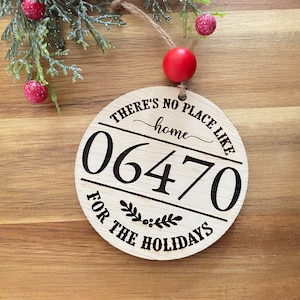 THERE'S NO PLACE LIKE
home
06470
FOR THE HOLIDAYS